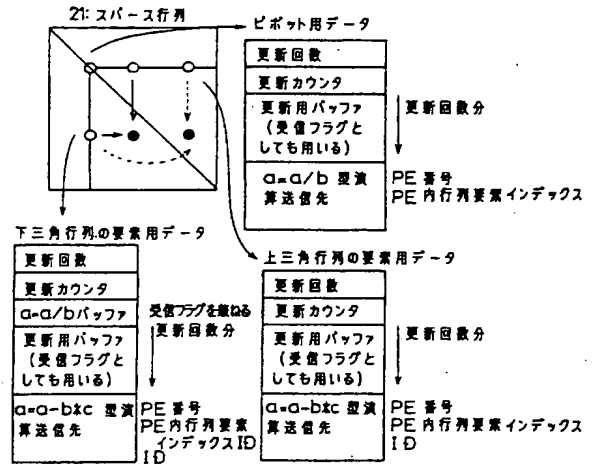 21: スパース行列
ピボット用データ
更新回数
更新カウンタ
更新用バッファ
(受信フラグと
しても用いる)
更新回数分
a=a/b 型演
算送信先
PE 番号
PE 内行列要素インデックス
下三角行列の要素用データ
更新回数
更新カウンタ
a=a/bバッファ
受信フラグを兼ねる
更新用バッファ
(受信フラグと
しても用いる)
更新回数分
a=a-b*c 型演
算送信先
PE 番号
PE 内行列要素
インデックスID
ID
上三角行列の要素用データ
更新回数
更新カウンタ
更新用バッファ
(受信フラグと
しても用いる)
更新回数分
a=a-b*c 型演
算送信先
PE 番号
PE 内行列要素インデックス
ID